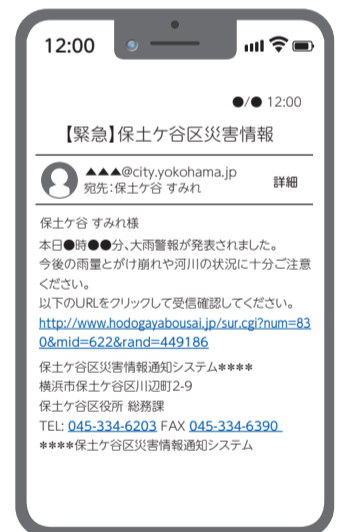 12:00
●/● 12:00
【緊急】保土ケ谷区災害情報
▲▲▲@city.yokohama.jp
宛先:保土ケ谷 すみれ
詳細
保土ケ谷 すみれ様
本日●時●●分、大雨警報が発表されました。
今後の雨量とがけ崩れや河川の状況に十分ご注意
ください。
以下のURLをクリックして受信確認してください。
http://www.hodogayabousai.jp/sur.cgi?num=83
0&mid=622&rand=449186
保土ケ谷区災害情報通知システム****
横浜市保土ケ谷区川辺町2-9
保土ケ谷区役所 総務課
TEL: 045-334-6203 FAX 045-334-6390
****保土ケ谷区災害情報通知システム